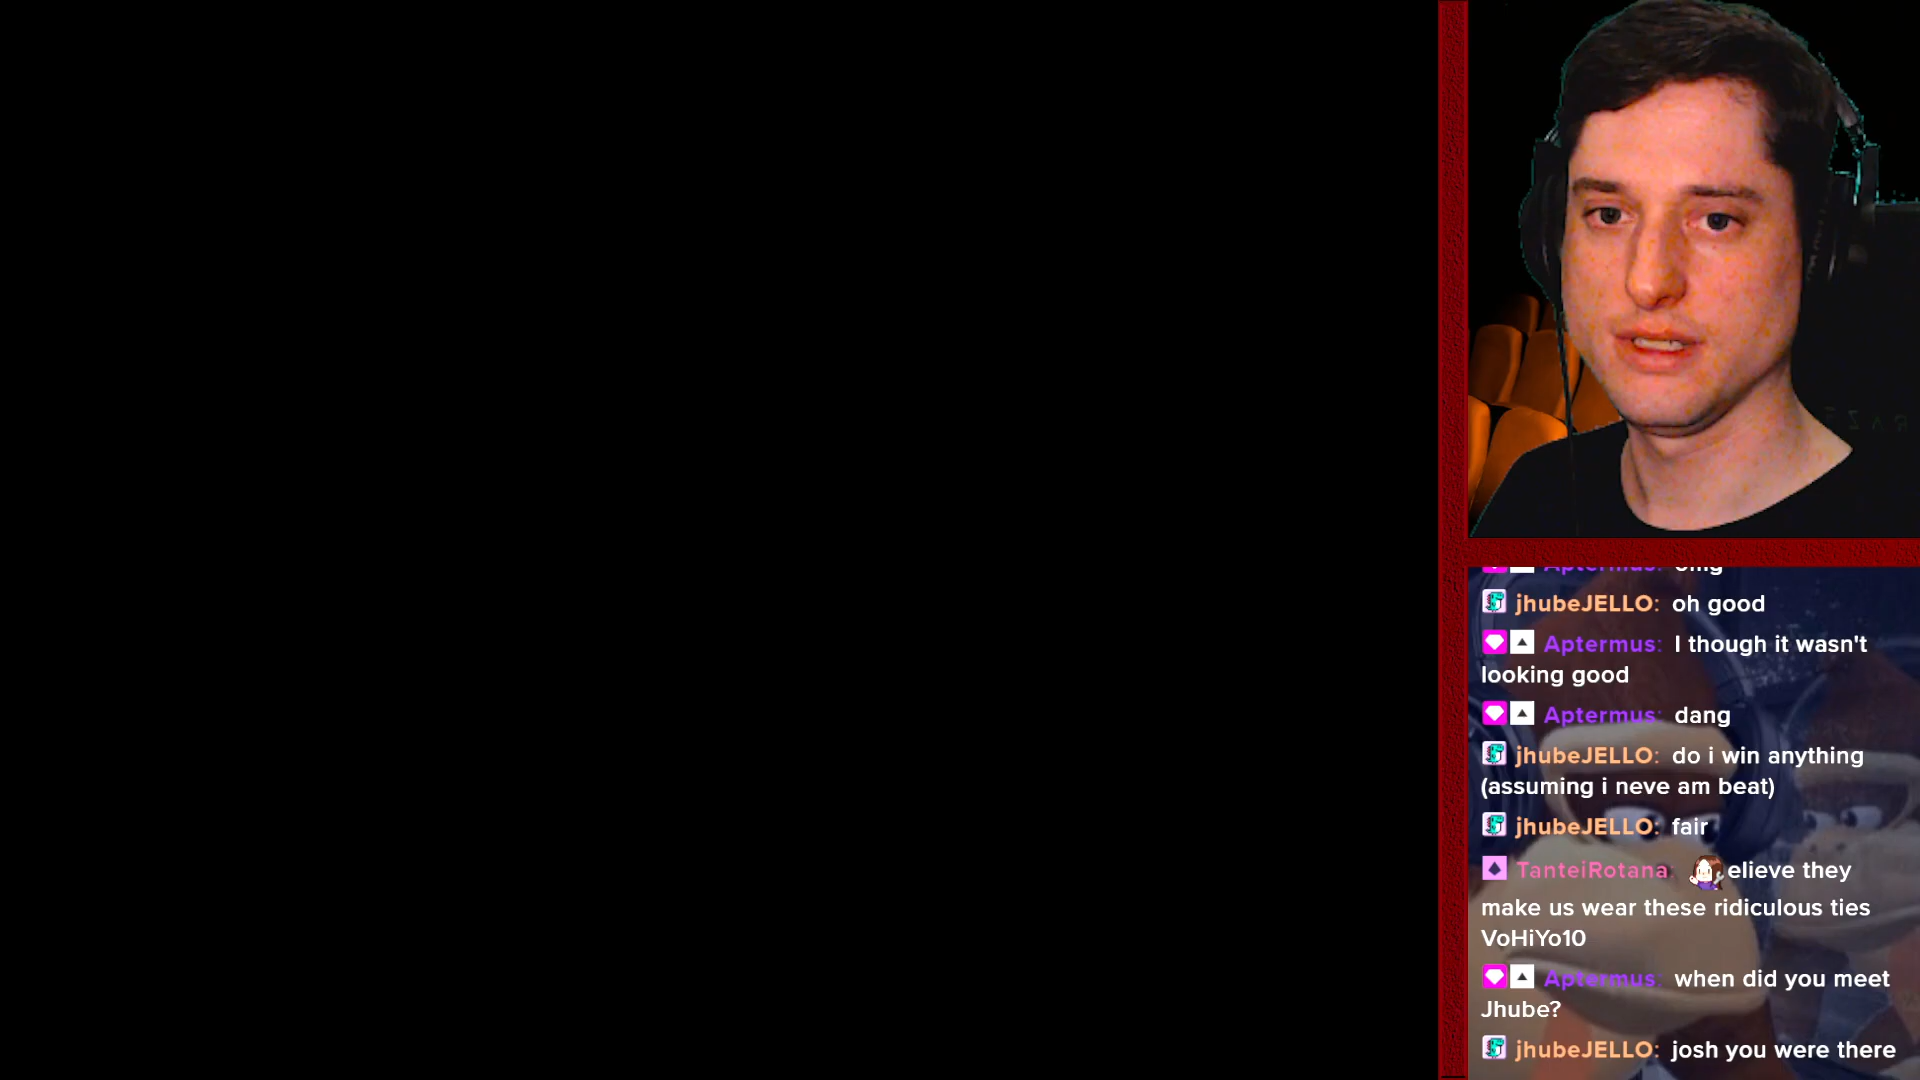 Aptermus: omg
jhubeJELLO: oh good
Aptermus: I though it wasn't
looking good
Aptermus: dang
jhubeJELLO: do i win anything
(assuming i neve am beat)
jhubeJELLO: fair
TanteiRotana: elieve they
make us wear these ridiculous ties
VoHiYo10
Aptermus: when did you meet
Jhube?
jhubeJELLO: josh you were there